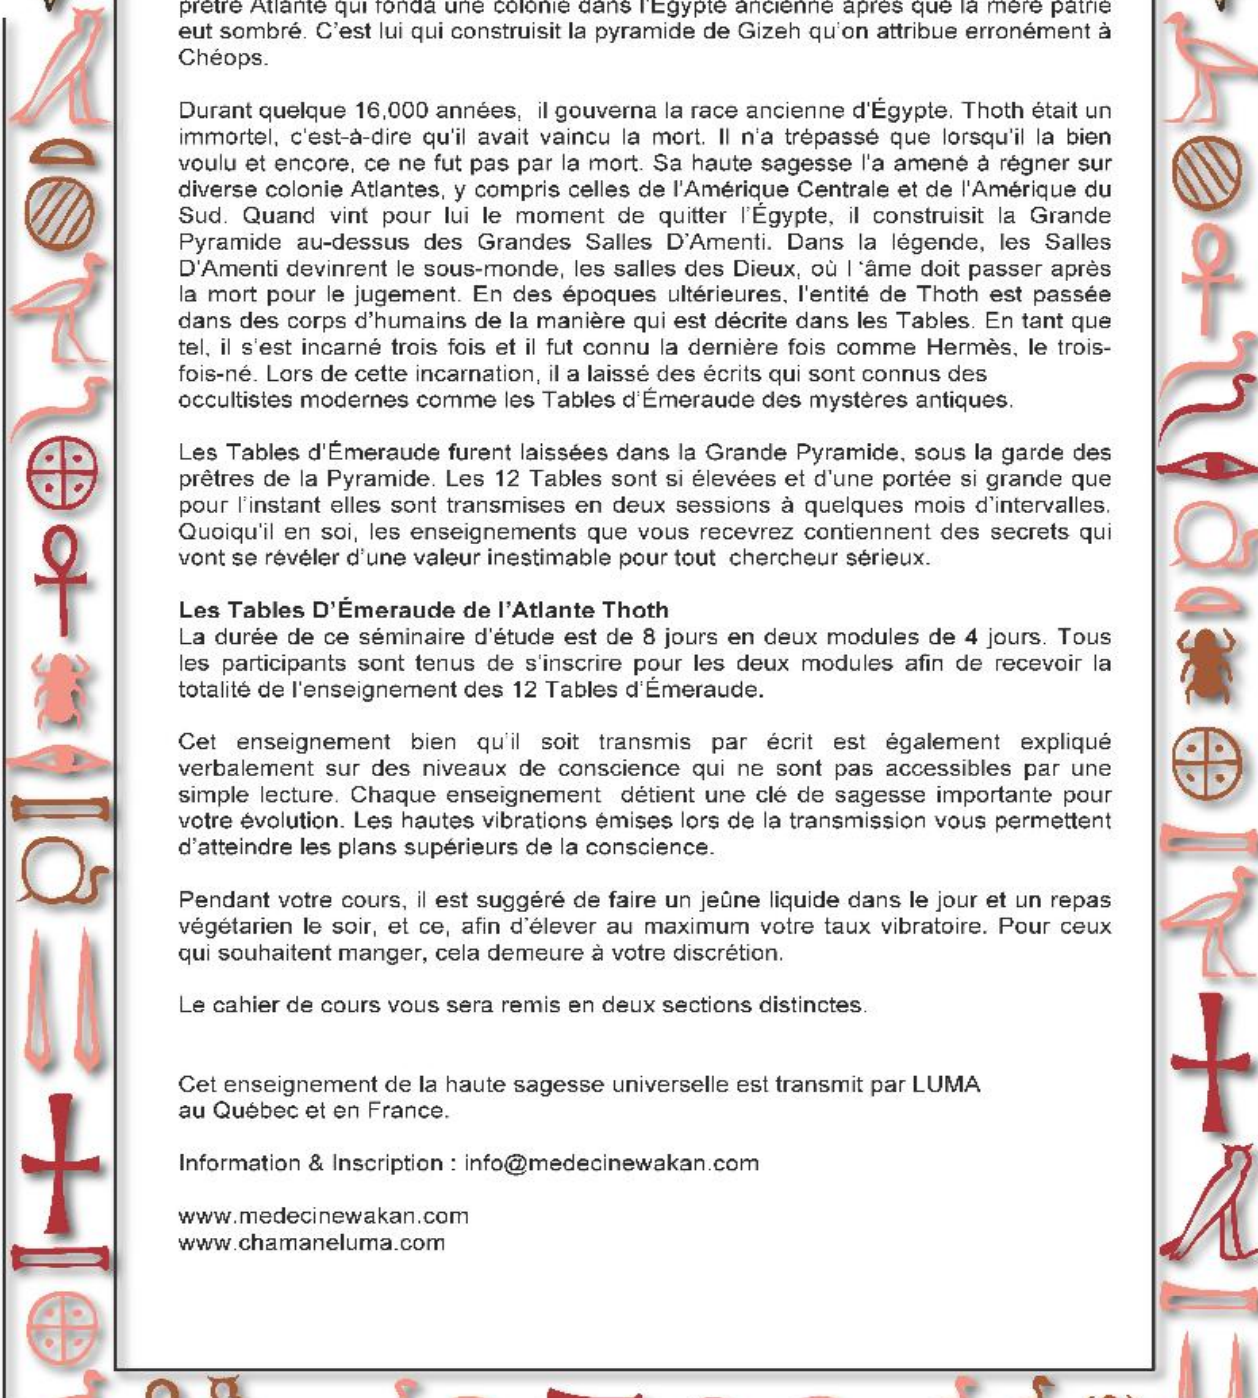 prêtre Atlante qui fonda une colonie dans l'Égypte ancienne après que la mère patrie
eut sombré. C'est lui qui construisit la pyramide de Gizeh qu'on attribue erronément à
Chéops.
Durant quelque 16,000 années, il gouverna la race ancienne d'Égypte. Thoth était un
immortel, c'est-à-dire qu'il avait vaincu la mort. Il n'a trépassé que lorsqu'il la bien
voulu et encore, ce ne fut pas par la mort. Sa haute sagesse l'a amené à régner sur
diverse colonie Atlantes, y compris celles de l'Amérique Centrale et de l'Amérique du
Sud. Quand vint pour lui le moment de quitter l'Égypte, il construisit la Grande
Pyramide au-dessus des Grandes Salles D'Amenti. Dans la légende, les Salles
D'Amenti devinrent le sous-monde, les salles des Dieux, où l 'âme doit passer après
la mort pour le jugement. En des époques ultérieures, l'entité de Thoth est passée
dans des corps d'humains de la manière qui est décrite dans les Tables. En tant que
tel, il s'est incarné trois fois et il fut connu la dernière fois comme Hermès, le trois-
fois-né. Lors de cette incarnation, il a laissé des écrits qui sont connus des
occultistes modernes comme les Tables d'Émeraude des mystères antiques.
Les Tables d'Émeraude furent laissées dans la Grande Pyramide, sous la garde des
prêtres de la Pyramide. Les 12 Tables sont si élevées et d'une portée si grande que
pour l'instant elles sont transmises en deux sessions à quelques mois d'intervalles.
Quoiqu'il en soi, les enseignements que vous recevrez contiennent des secrets qui
vont se révéler d'une valeur inestimable pour tout chercheur sérieux.
Les Tables D'Émeraude de l'Atlante Thoth
La durée de ce séminaire d'étude est de 8 jours en deux modules de 4 jours. Tous
les participants sont tenus de s'inscrire pour les deux modules afin de recevoir la
totalité de l'enseignement des 12 Tables d'Émeraude.
Cet enseignement bien qu'il soit transmis par écrit est également expliqué
verbalement sur des niveaux de conscience qui ne sont pas accessibles par une
simple lecture. Chaque enseignement détient une clé de sagesse importante pour
votre évolution. Les hautes vibrations émises lors de la transmission vous permettent
d'atteindre les plans supérieurs de la conscience.
Pendant votre cours, il est suggéré de faire un jeûne liquide dans le jour et un repas
végétarien le soir, et ce, afin d'élever au maximum votre taux vibratoire. Pour ceux
qui souhaitent manger, cela demeure à votre discrétion.
Le cahier de cours vous sera remis en deux sections distinctes.
Cet enseignement de la haute sagesse universelle est transmit par LUMA
au Québec et en France.
Information & Inscription : info@medecinewakan.com
www.medecinewakan.com
www.chamaneluma.com